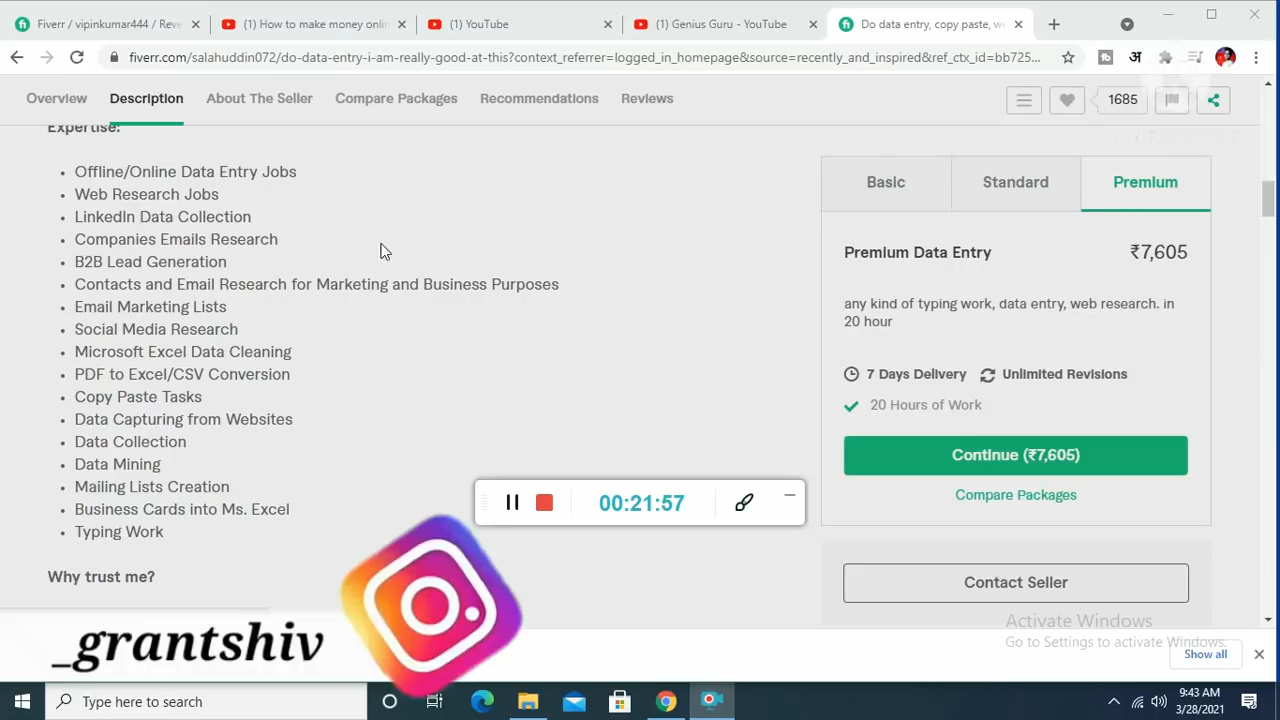 Fiverr / vipinkumar444 / Reve
(1) How to make money onli
(1) YouTube
(1) Genius Guru - YouTube
Do data entry, copy paste, we
fiverr.com/salahuddin072/do-data-entry-i-am-really-good-at-this?context_referrer=logged_in_homepage&source=recently_and_inspired&ref_ctx_id=bb725...
Overview
Description
About The Seller
Compare Packages
Recommendations
Reviews
1685
Expertise:
Offline/Online Data Entry Jobs
Web Research Jobs
LinkedIn Data Collection
Companies Emails Research
B2B Lead Generation
Contacts and Email Research for Marketing and Business Purposes
Email Marketing Lists
Social Media Research
Microsoft Excel Data Cleaning
PDF to Excel/CSV Conversion
Copy Paste Tasks
Data Capturing from Websites
Data Collection
Data Mining
Mailing Lists Creation
Business Cards into Ms. Excel
Typing Work
Why trust me?
Basic
Standard
Premium
Premium Data Entry
₹7,605
any kind of typing work, data entry, web research. in
20 hour
7 Days Delivery
Unlimited Revisions
20 Hours of Work
Continue (₹7,605)
Compare Packages
Contact Seller
00:21:57
_grantshiv
Activate Windows
Go to Settings to activate Windows.
Show all
Type here to search
9:43 AM
3/28/2021
अ